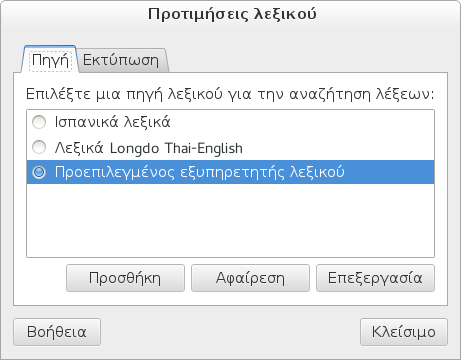 Προτιμήσεις λεξικού
Πηγή Εκτύπωση
Επιλέξτε μια πηγή λεξικού για την αναζήτηση λέξεων:
Ισπανικά λεξικά
Λεξικά Longdo Thai-English
Προεπιλεγμένος εξυπηρετητής λεξικού
Προσθήκη Αφαίρεση Επεξεργασία
Βοήθεια Κλείσιμο